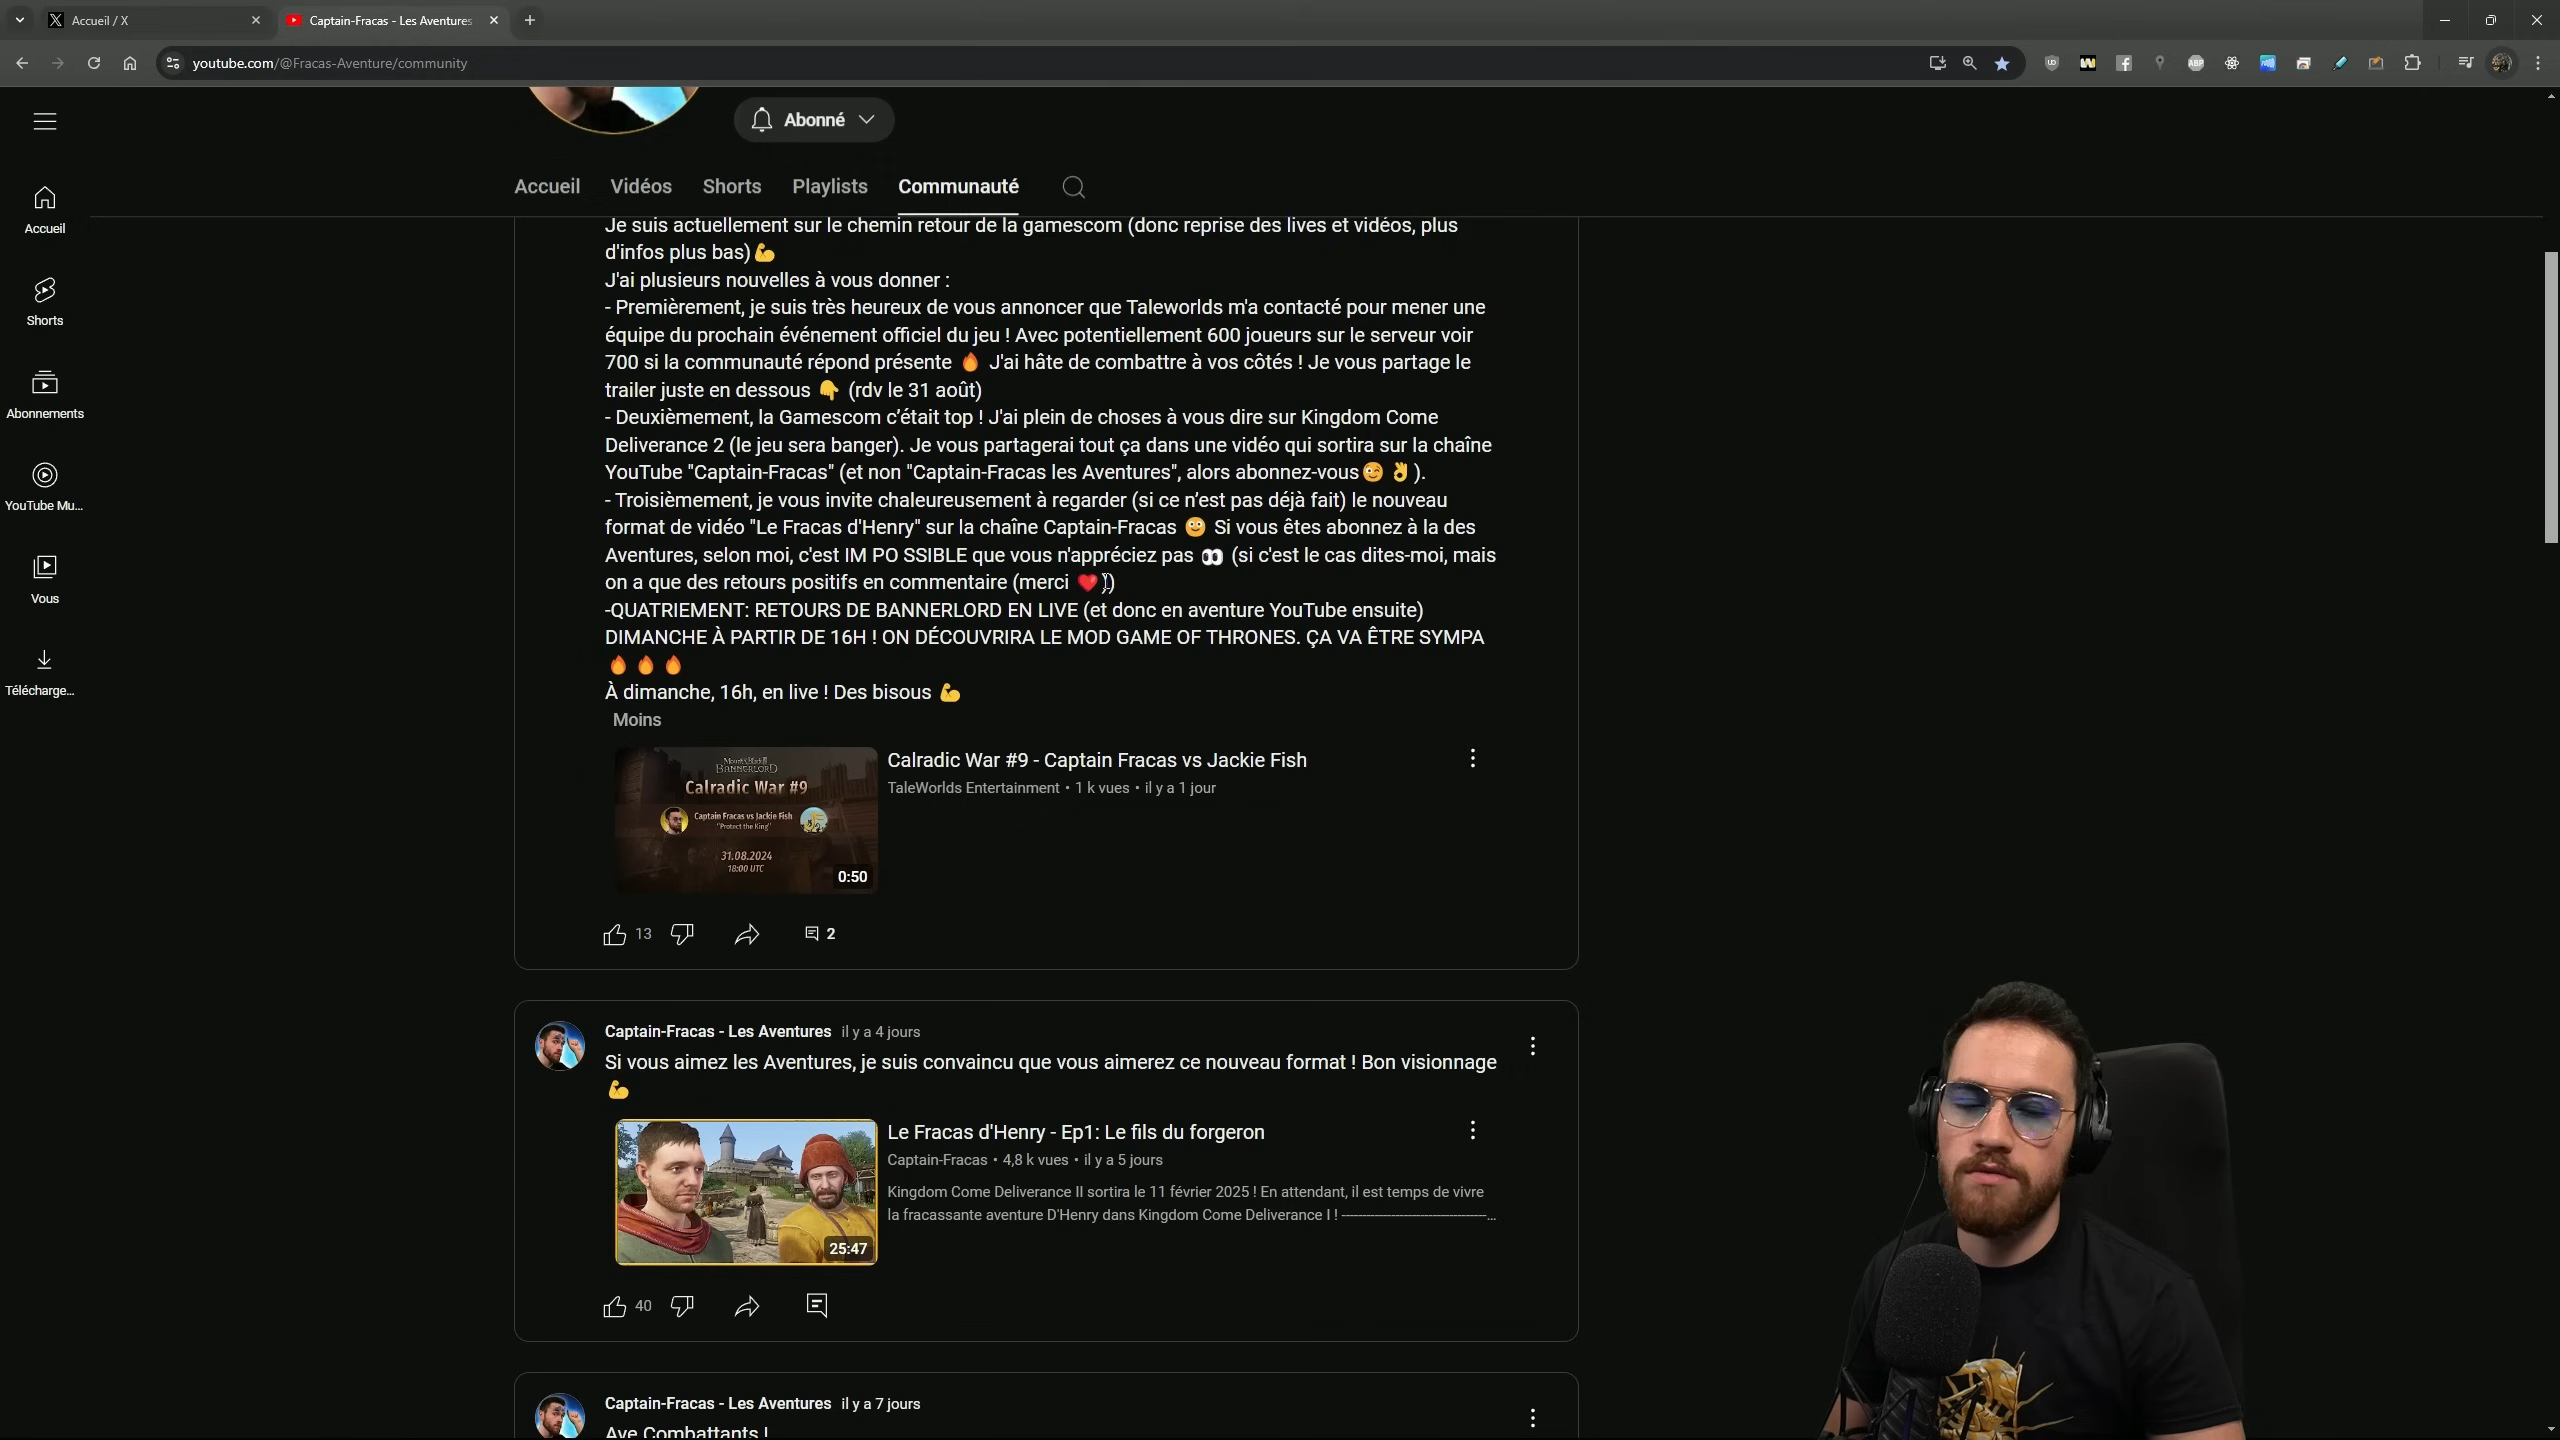 Accueil / X
Captain-Fracas - Les Aventures
youtube.com/@Fracas-Aventure/community
Abonné
Accueil
Vidéos
Shorts
Playlists
Communauté
Accueil
Shorts
Abonnements
YouTube Mu...
Vous
Télécharge...
Je suis actuellement sur le chemin retour de la gamescom (donc reprise des lives et vidéos, plus
d'infos plus bas)💪
J'ai plusieurs nouvelles à vous donner :
- Premièrement, je suis très heureux de vous annoncer que Taleworlds m'a contacté pour mener une
équipe du prochain événement officiel du jeu ! Avec potentiellement 600 joueurs sur le serveur voir
700 si la communauté répond présente 🔥 J'ai hâte de combattre à vos côtés ! Je vous partage le
trailer juste en dessous 👇 (rdv le 31 août)
- Deuxièmement, la Gamescom c'était top ! J'ai plein de choses à vous dire sur Kingdom Come
Deliverance 2 (le jeu sera banger). Je vous partagerai tout ça dans une vidéo qui sortira sur la chaîne
YouTube "Captain-Fracas" (et non "Captain-Fracas les Aventures", alors abonnez-vous😉 👌).
- Troisièmement, je vous invite chaleureusement à regarder (si ce n'est pas déjà fait) le nouveau
format de vidéo "Le Fracas d'Henry" sur la chaîne Captain-Fracas 🙂 Si vous êtes abonnez à la des
Aventures, selon moi, c'est IM PO SSIBLE que vous n'appréciez pas 👀 (si c'est le cas dites-moi, mais
on a que des retours positifs en commentaire (merci ❤️))
-QUATRIEMENT: RETOURS DE BANNERLORD EN LIVE (et donc en aventure YouTube ensuite)
DIMANCHE À PARTIR DE 16H ! ON DÉCOUVRIRA LE MOD GAME OF THRONES. ÇA VA ÊTRE SYMPA
🔥 🔥 🔥
À dimanche, 16h, en live ! Des bisous 💪
Moins
Mount & Blade II
BANNERLORD
Calradic War #9
Captain Fracas vs Jackie Fish
"Protect the King"
31.08.2024
18:00 UTC
0:50
Calradic War #9 - Captain Fracas vs Jackie Fish
TaleWorlds Entertainment • 1 k vues • il y a 1 jour
13
2
Captain-Fracas - Les Aventures il y a 4 jours
Si vous aimez les Aventures, je suis convaincu que vous aimerez ce nouveau format ! Bon visionnage
💪
25:47
Le Fracas d'Henry - Ep1: Le fils du forgeron
Captain-Fracas • 4,8 k vues • il y a 5 jours
Kingdom Come Deliverance II sortira le 11 février 2025 ! En attendant, il est temps de vivre
la fracassante aventure D'Henry dans Kingdom Come Deliverance I ! -----------------------------------...
40
Captain-Fracas - Les Aventures il y a 7 jours
Ave Combattants !